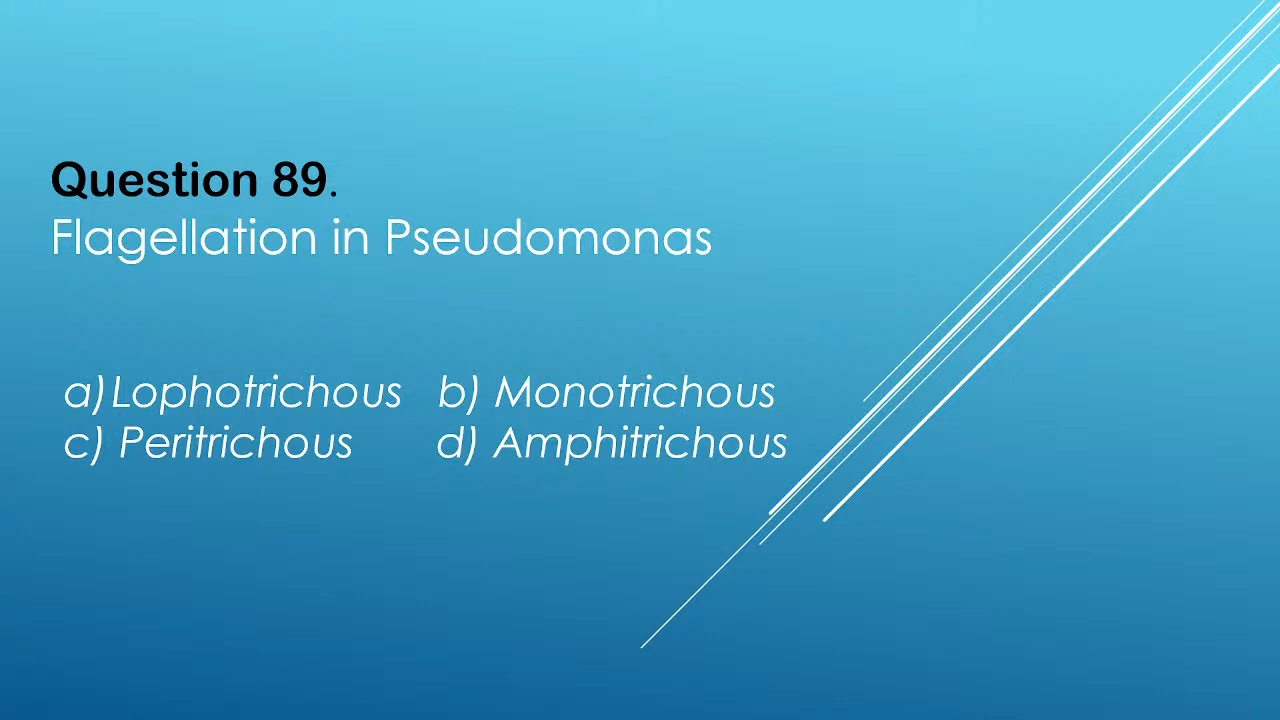 Question 89.
Flagellation in Pseudomonas
a)Lophotrichous b) Monotrichous
c) Peritrichous d) Amphitrichous